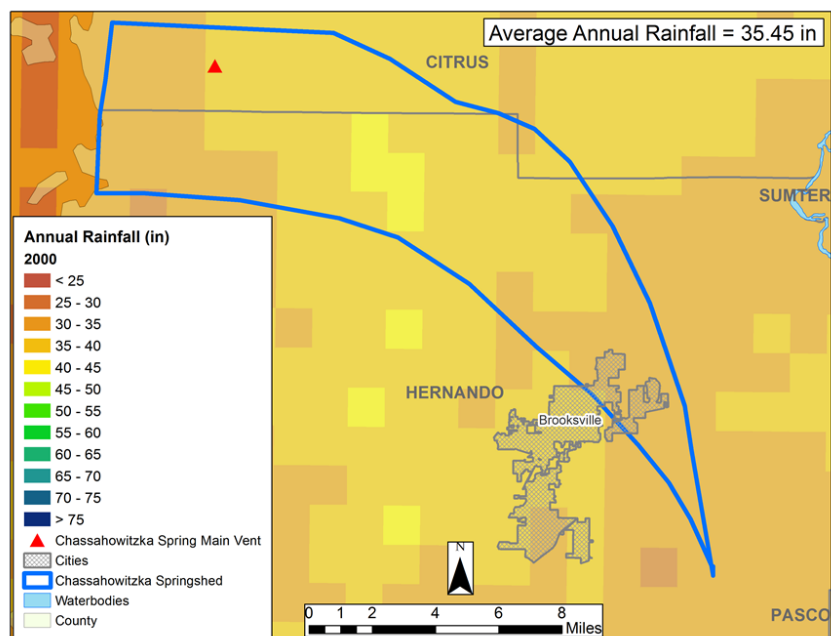 Average Annual Rainfall = 35.45 in
CITRUS
SUMTER
Annual Rainfall (in)
2000
< 25
25 - 30
30 - 35
35 - 40
40 - 45
45 - 50
50 - 55
55 - 60
60 - 65
65 - 70
70 - 75
> 75
Chassahowitzka Spring Main Vent
Cities
Chassahowitzka Springshed
Waterbodies
County
HERNANDO
Brooksville
N
0 1 2 4 6 8
Miles
PASCO